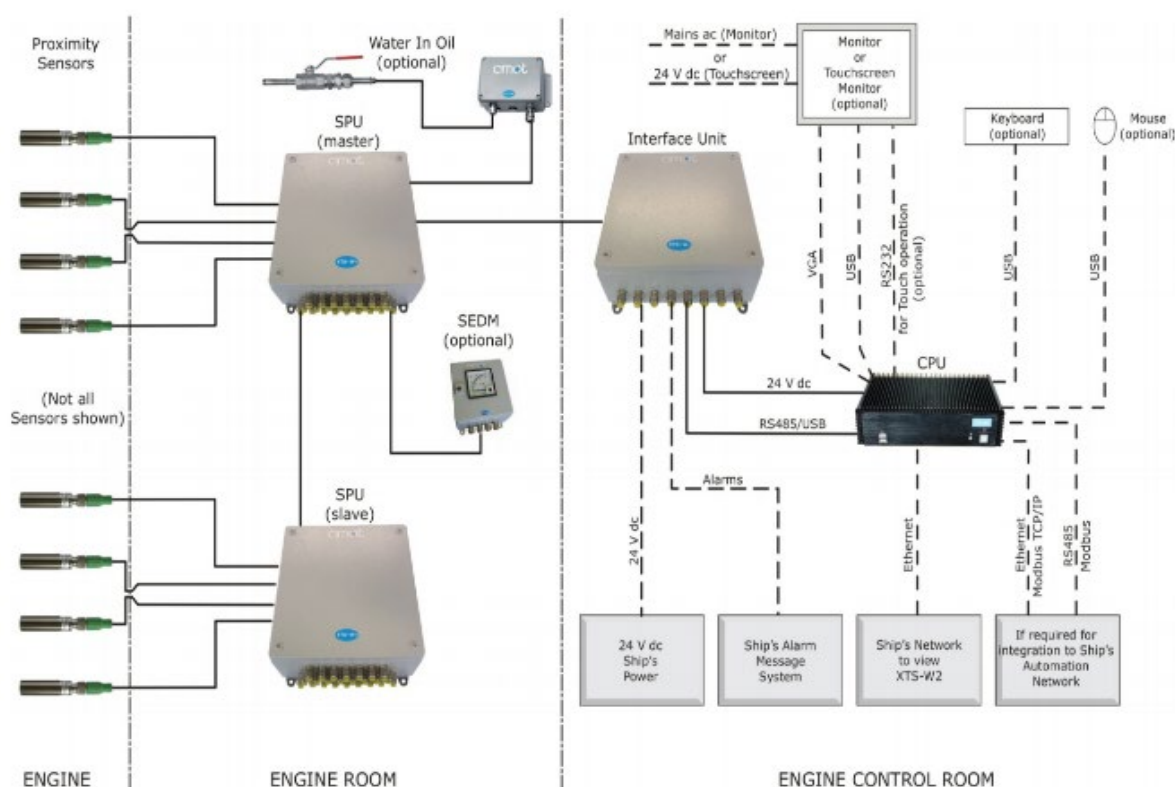 Proximity
Sensors
Water In Oil
(optional)
cmot
SPU
(master)
cmot
Interface Unit
cmot
Mains ac (Monitor)
or
24 V dc (Touchscreen)
Monitor
or
Touchscreen
Monitor
(optional)
Keyboard
(optional)
Mouse
(optional)
VGA
USB
RS232
for Touch operation
(optional)
USB
USB
SEDM
(optional)
CPU
24 V dc
RS485/USB
(Not all
Sensors shown)
SPU
(slave)
cmot
24 V dc
Alarms
Ethernet
Ethernet
Modbus TCP/IP
RS485
Modbus
24 V dc
Ship's
Power
Ship's Alarm
Message
System
Ship's Network
to view
XTS-W2
If required for
integration to Ship's
Automation
Network
ENGINE
ENGINE ROOM
ENGINE CONTROL ROOM